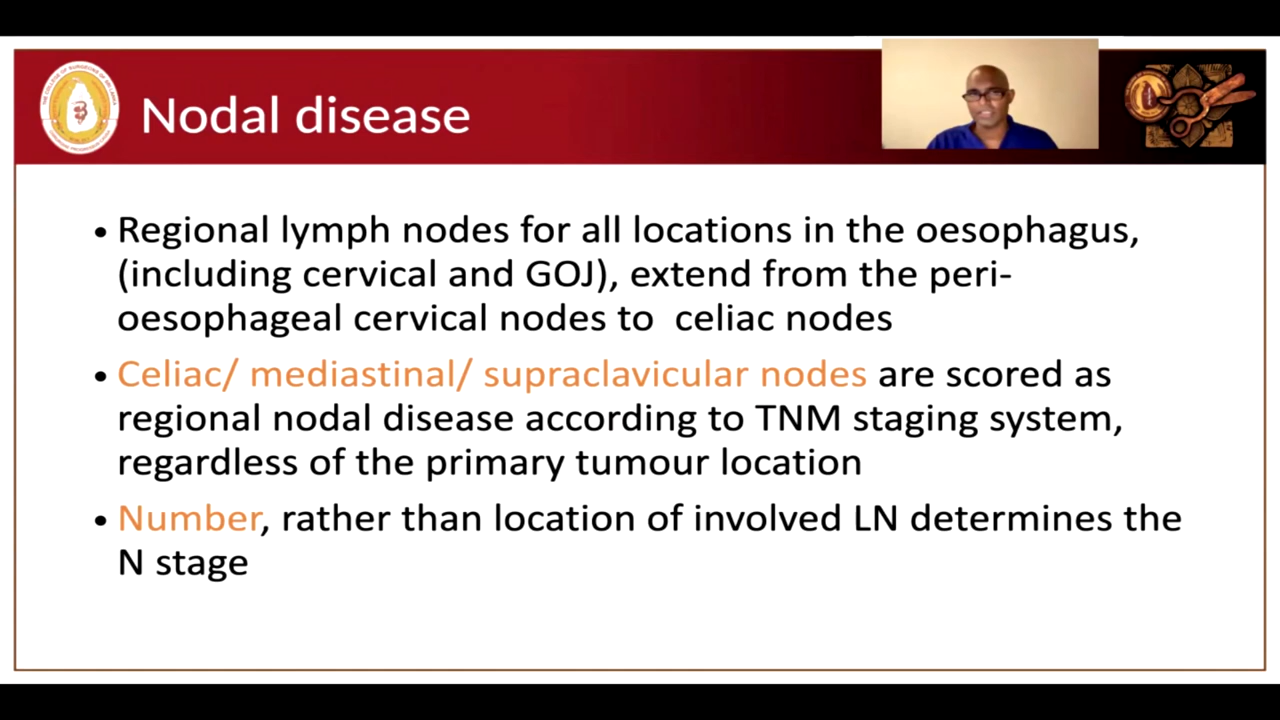 Nodal disease
• Regional lymph nodes for all locations in the oesophagus,
(including cervical and GOJ), extend from the peri-
oesophageal cervical nodes to celiac nodes
• Celiac/ mediastinal/ supraclavicular nodes are scored as
regional nodal disease according to TNM staging system,
regardless of the primary tumour location
• Number, rather than location of involved LN determines the
N stage